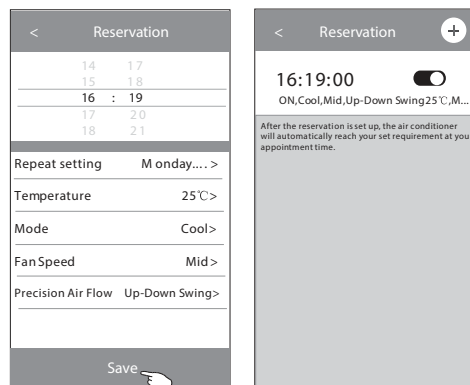 < Reservation
14 17
15 18
16 : 19
17 20
18 21
Repeat setting Monday.... >
Temperature 25℃>
Mode Cool>
Fan Speed Mid>
Precision Air Flow Up-Down Swing>
Save
< Reservation +
16:19:00
ON,Cool,Mid,Up-Down Swing25℃,M...
After the reservation is set up, the air conditioner
will automatically reach your set requirement at you
appointment time.